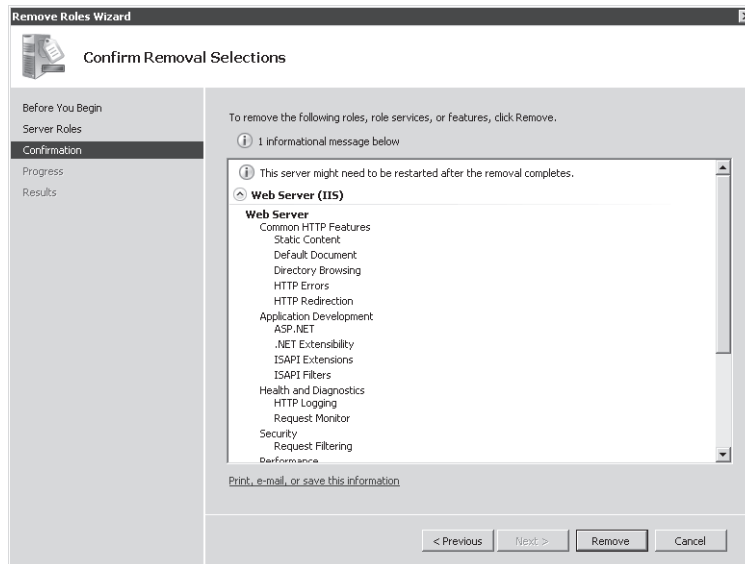 Remove Roles Wizard
Confirm Removal Selections
Before You Begin
Server Roles
Confirmation
Progress
Results
To remove the following roles, role services, or features, click Remove.
1 informational message below
This server might need to be restarted after the removal completes.
Web Server (IIS)
Web Server
Common HTTP Features
Static Content
Default Document
Directory Browsing
HTTP Errors
HTTP Redirection
Application Development
ASP.NET
.NET Extensibility
ISAPI Extensions
ISAPI Filters
Health and Diagnostics
HTTP Logging
Request Monitor
Security
Request Filtering
Performance
Print, e-mail, or save this information
< Previous Next > Remove Cancel